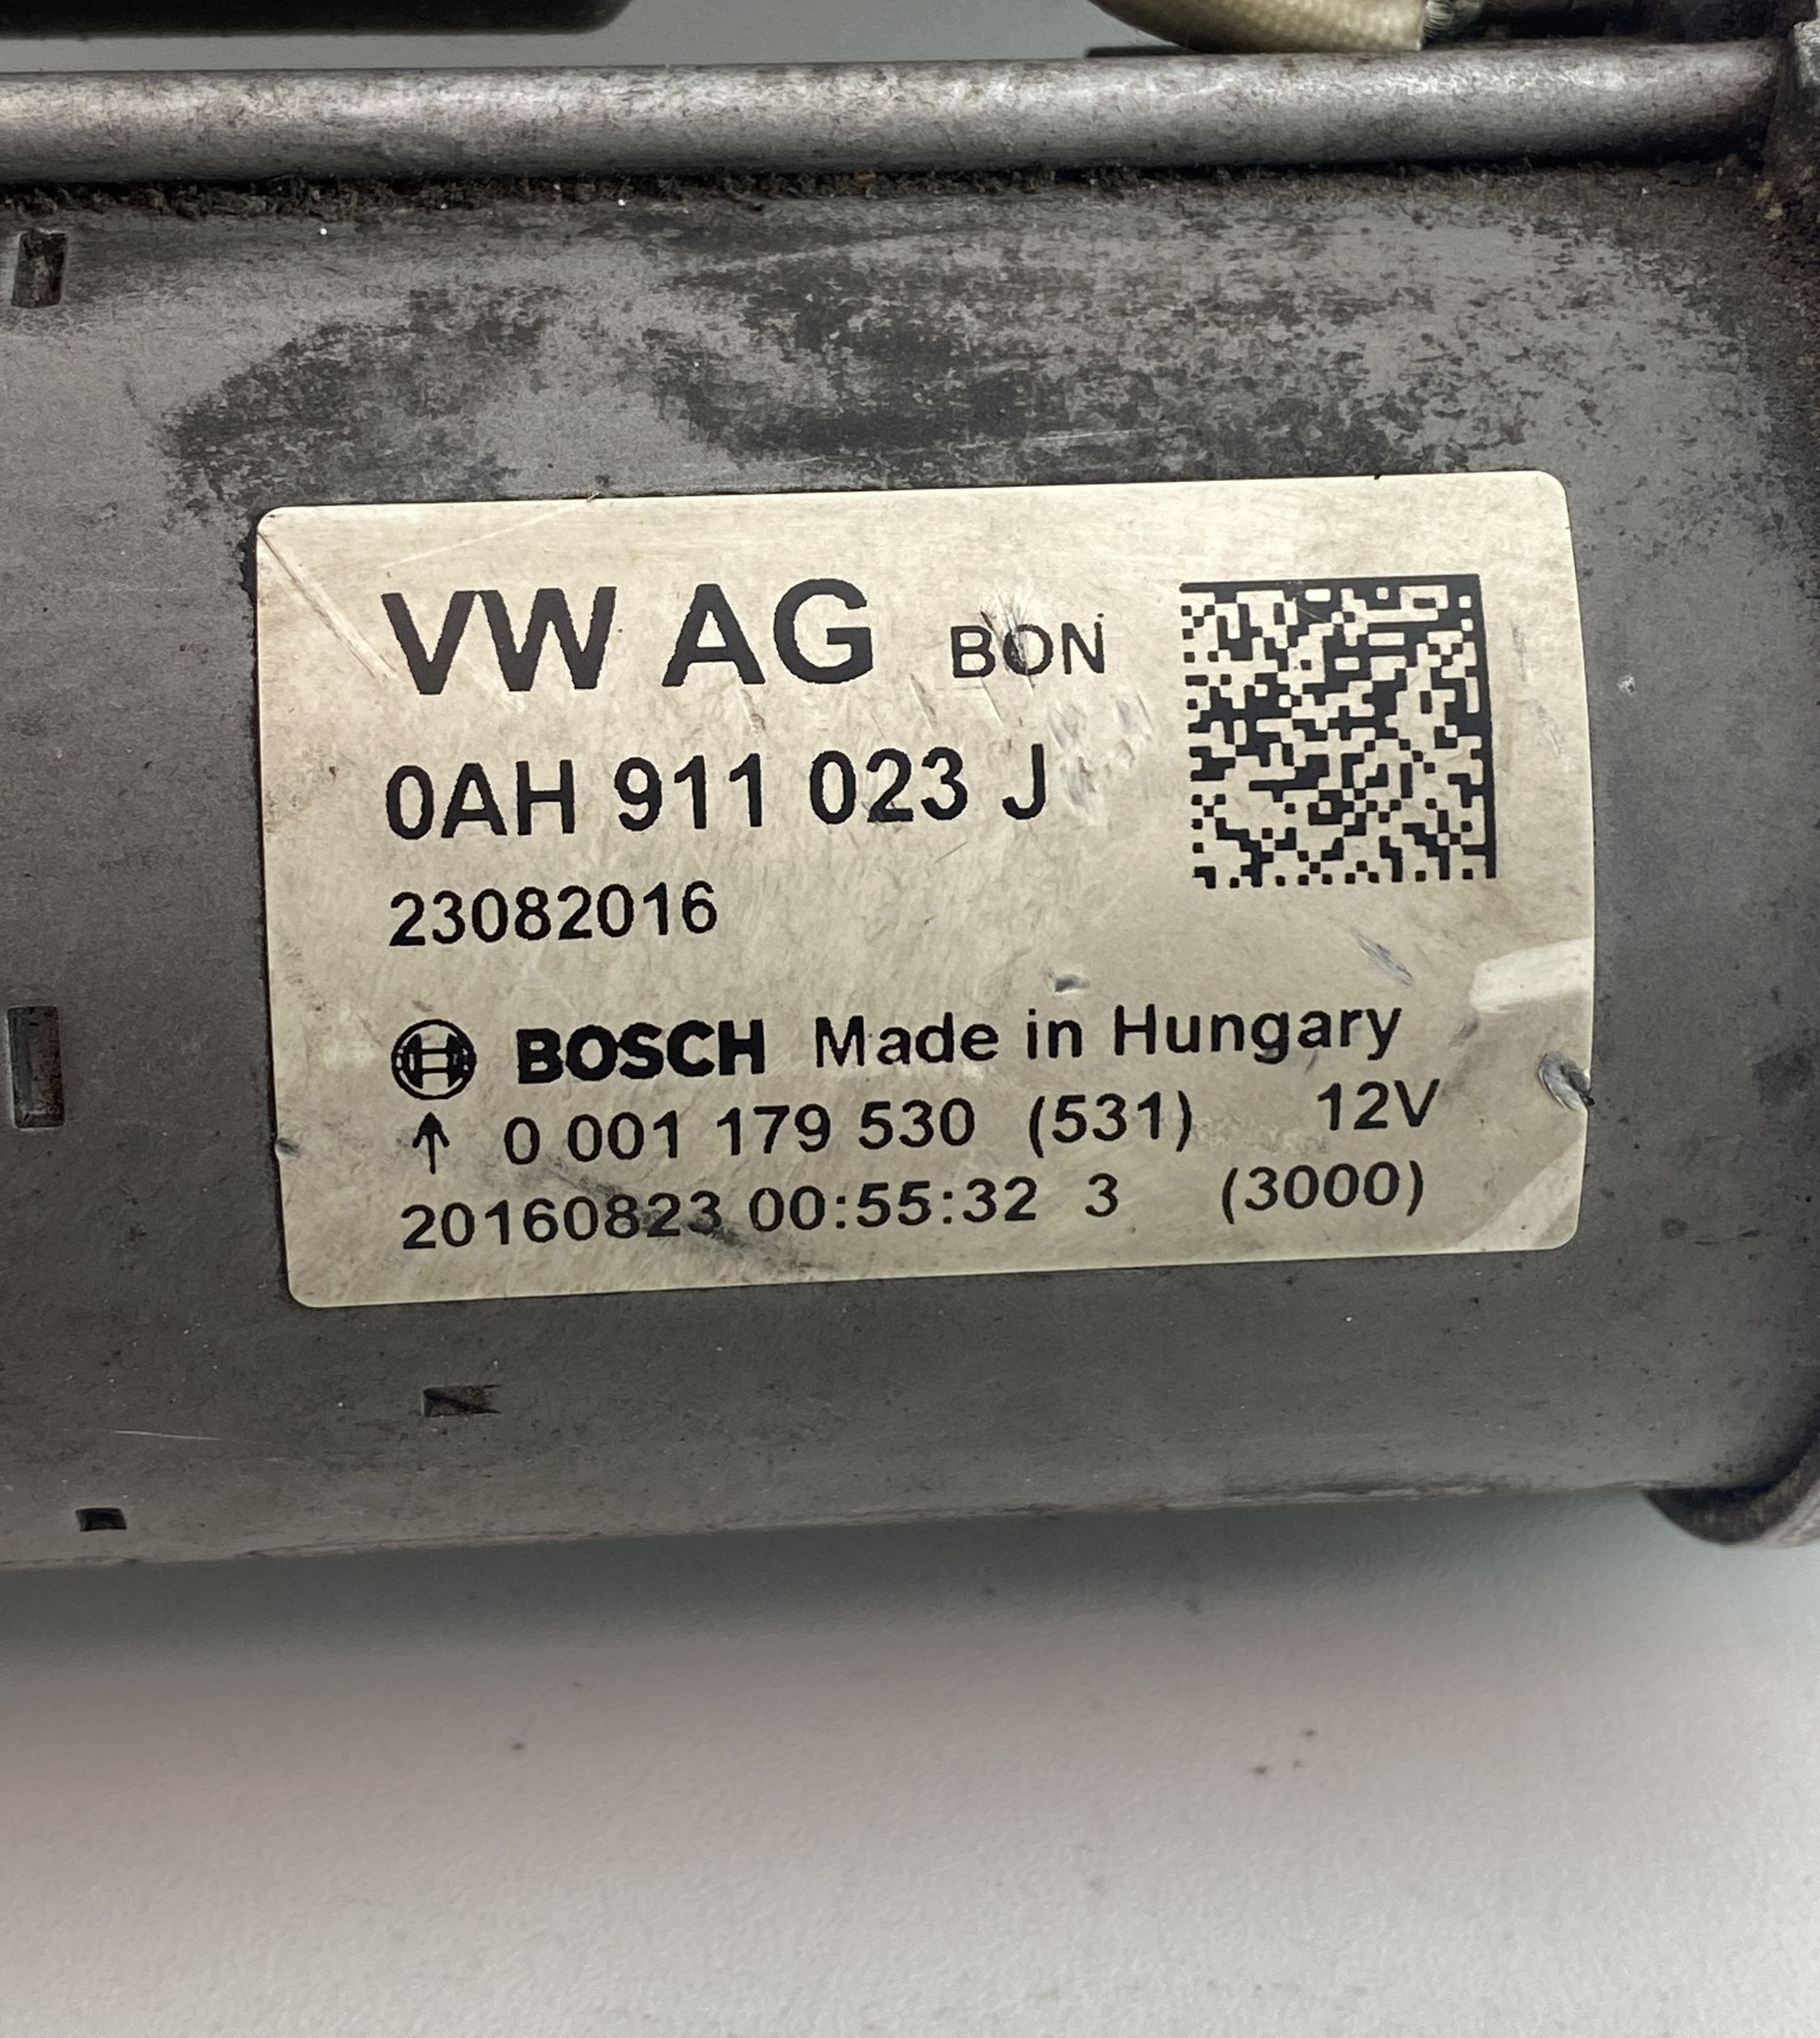 VW AG BON
0AH 911 023 J
23082016
BOSCH Made in Hungary
↑ 0 001 179 530 (531) 12V
20160823 00:55:32 3 (3000)